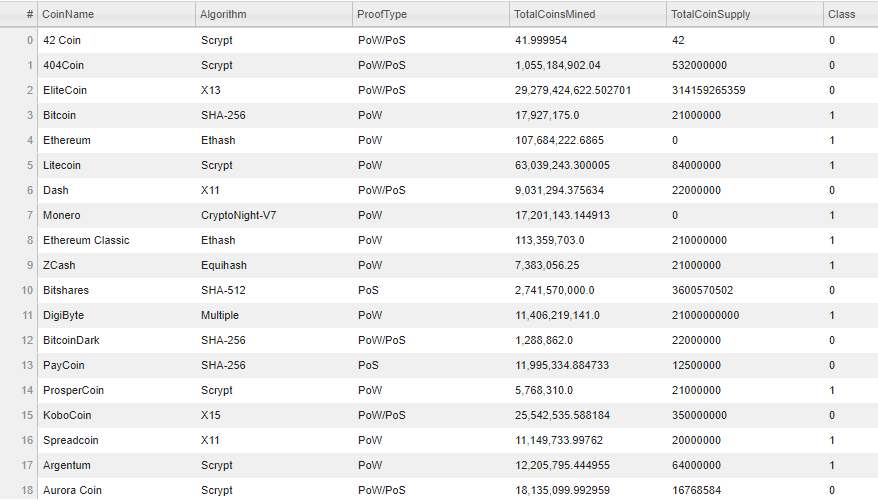 # CoinName Algorithm ProofType TotalCoinsMined TotalCoinSupply Class
0 42 Coin Scrypt PoW/PoS 41.999954 42 0
1 404Coin Scrypt PoW/PoS 1,055,184,902.04 532000000 0
2 EliteCoin X13 PoW/PoS 29,279,424,622.502701 314159265359 0
3 Bitcoin SHA-256 PoW 17,927,175.0 21000000 1
4 Ethereum Ethash PoW 107,684,222.6865 0 1
5 Litecoin Scrypt PoW 63,039,243.300005 84000000 1
6 Dash X11 PoW/PoS 9,031,294.375634 22000000 0
7 Monero CryptoNight-V7 PoW 17,201,143.144913 0 1
8 Ethereum Classic Ethash PoW 113,359,703.0 210000000 1
9 ZCash Equihash PoW 7,383,056.25 21000000 1
10 Bitshares SHA-512 PoS 2,741,570,000.0 3600570502 0
11 DigiByte Multiple PoW 11,406,219,141.0 21000000000 1
12 BitcoinDark SHA-256 PoW/PoS 1,288,862.0 22000000 0
13 PayCoin SHA-256 PoS 11,995,334.884733 12500000 0
14 ProsperCoin Scrypt PoW 5,768,310.0 21000000 1
15 KoboCoin X15 PoW/PoS 25,542,535.588184 350000000 0
16 Spreadcoin X11 PoW 11,149,733.99762 20000000 1
17 Argentum Scrypt PoW 12,205,795.444955 64000000 1
18 Aurora Coin Scrypt PoW/PoS 18,135,099.992959 16768584 0